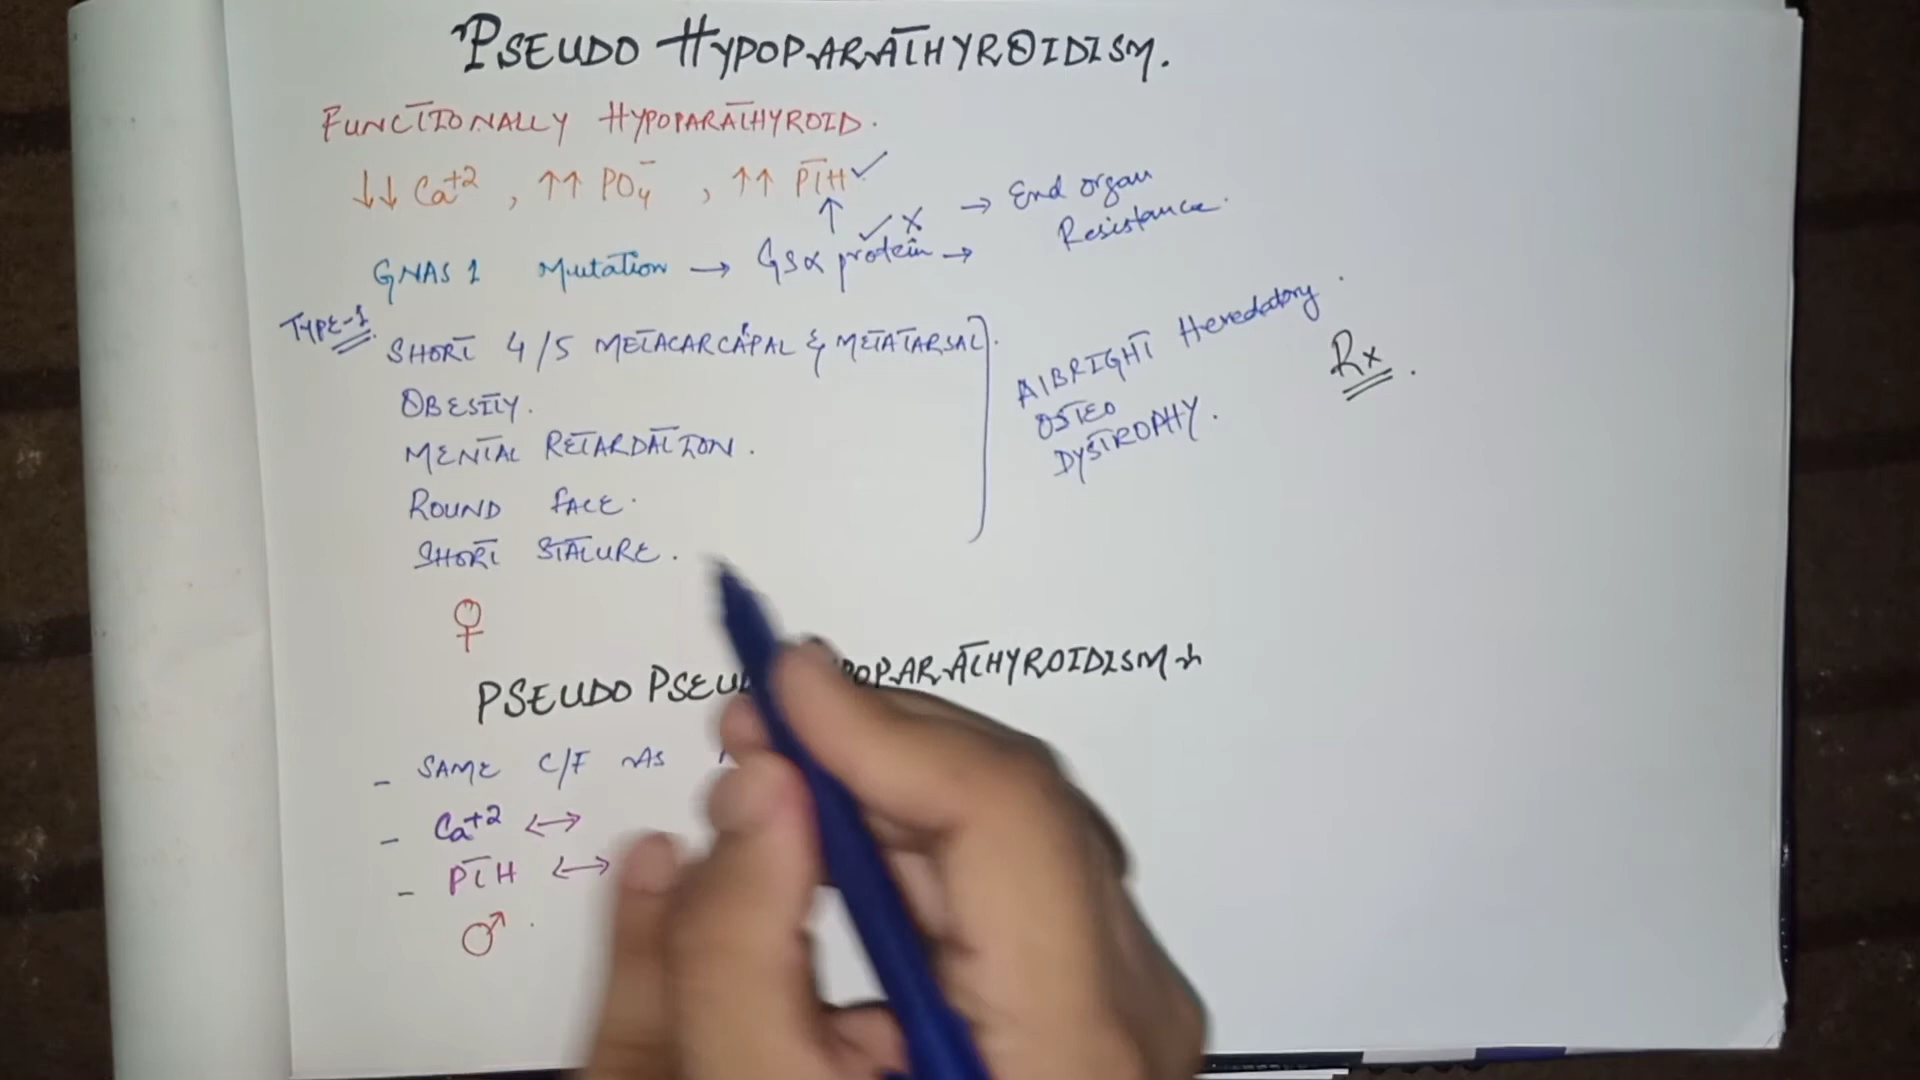 PSEUDO HYPOPARATHYROIDISM.
FUNCTIONALLY HYPOPARATHYROID.
↓↓ Ca+2 , ↑↑ PO4- , ↑↑ PTH ✓
↑ ✓ X
GNAS 1 Mutation → GSα protein →
→ End organ
Resistance.
TYPE-1
SHORT 4/5 METACARCAPAL & METATARSAL.
OBESITY.
MENTAL RETARDATION.
ROUND FACE.
SHORT STATURE.
AlBRIGHT Heredatory
OSTEO
DYSTROPHY.
Rx.
♀
PSEUDO PSEU POPARATHYROIDISM
- SAME C/F AS
- Ca+2 ↔
- PTH ↔
♂.